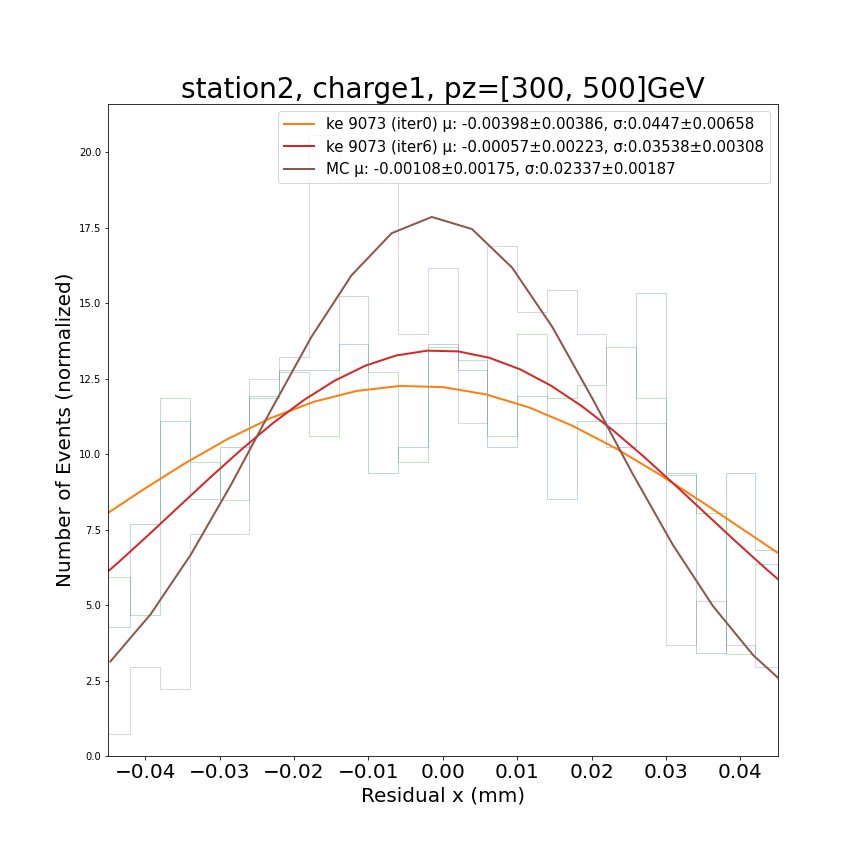 station2, charge1, pz=[300, 500]GeV
ke 9073 (iter0) μ: -0.00398±0.00386, σ:0.0447±0.00658
ke 9073 (iter6) μ: -0.00057±0.00223, σ:0.03538±0.00308
MC μ: -0.00108±0.00175, σ:0.02337±0.00187
Number of Events (normalized)
20.0
17.5
15.0
12.5
10.0
7.5
5.0
2.5
0.0
−0.04 −0.03 −0.02 −0.01 0.00 0.01 0.02 0.03 0.04
Residual x (mm)